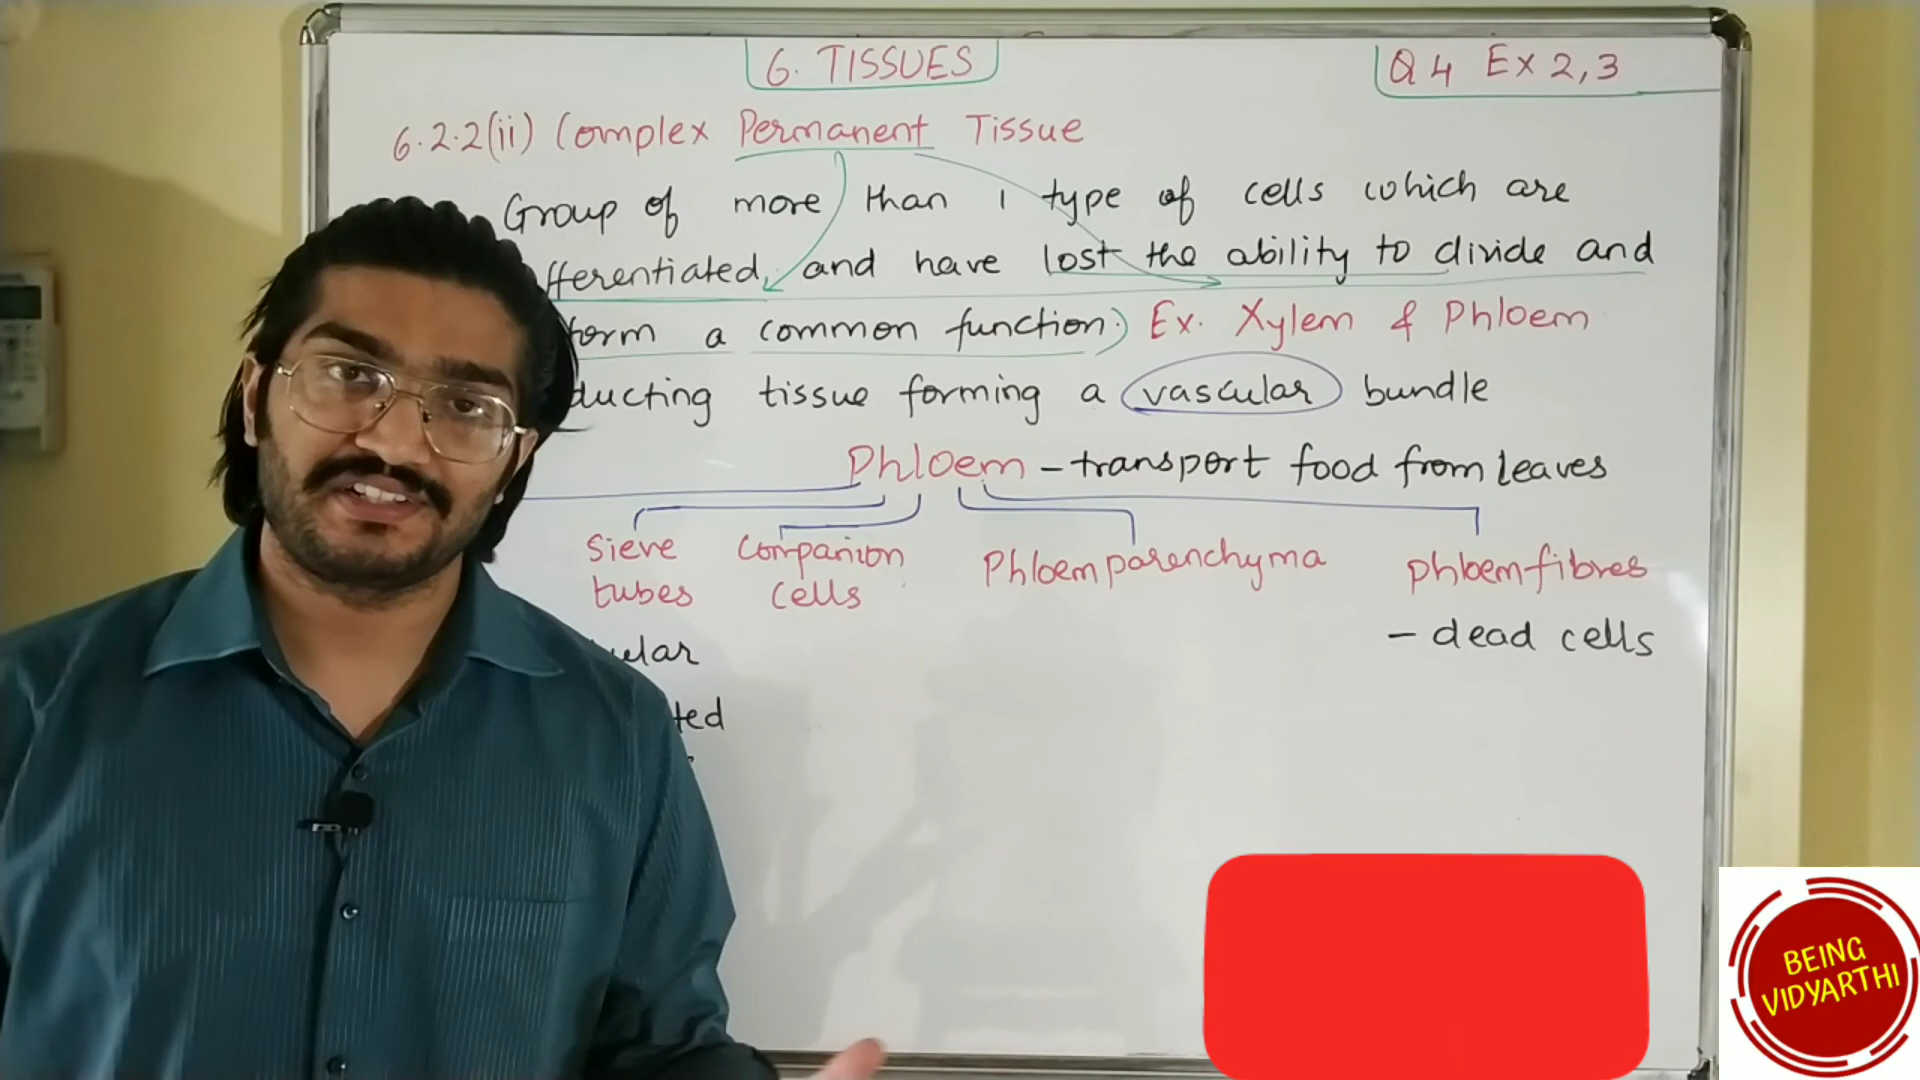 6. TISSUES
Q 4 Ex 2,3
6.2.2(ii) Complex Permanent Tissue
Group of more than 1 type of cells which are
fferentiated, and have lost the ability to divide and
form a common function.) Ex. Xylem & Phloem
ducting tissue forming a vascular bundle
Phloem - transport food from leaves
Sieve tubes
Companion cells
Phloem parenchyma
phloem fibres
- dead cells
ular
ted
BEING
VIDYARTHI